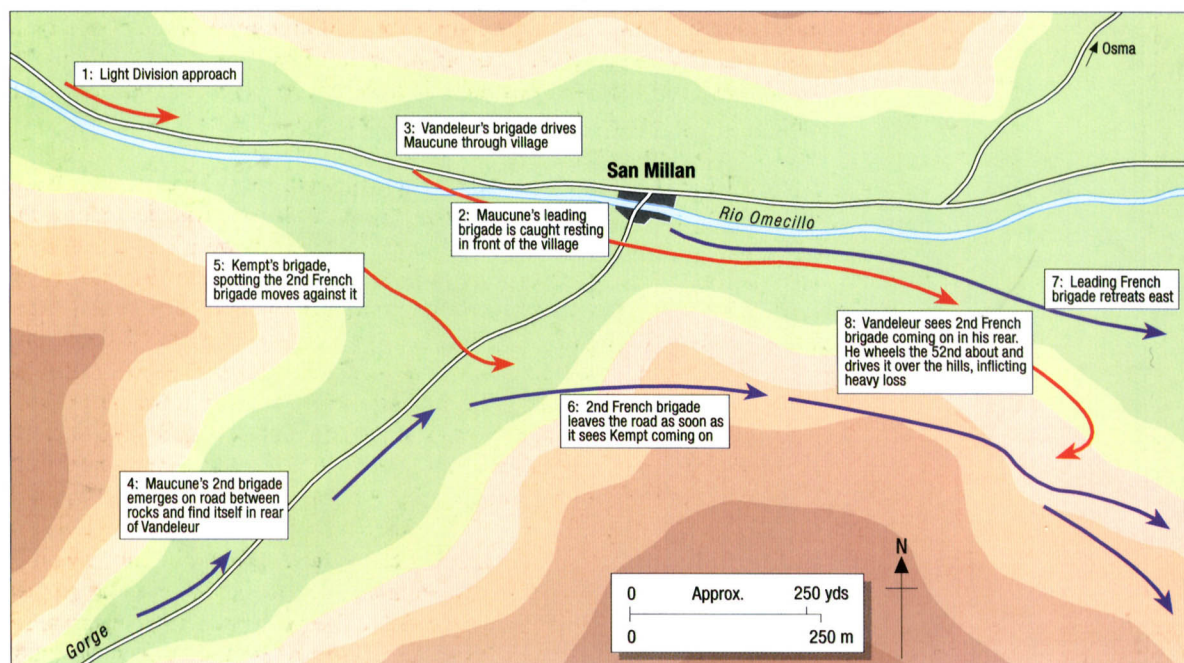 1: Light Division approach
Osma
3: Vandeleur's brigade drives
Maucune through village
San Millan
Rio Omecillo
2: Maucune's leading
brigade is caught resting
in front of the village
5: Kempt's brigade,
spotting the 2nd French
brigade moves against it
7: Leading French
brigade retreats east
8: Vandeleur sees 2nd French
brigade coming on in his rear.
He wheels the 52nd about and
drives it over the hills, inflicting
heavy loss
6: 2nd French brigade
leaves the road as soon as
it sees Kempt coming on
4: Maucune's 2nd brigade
emerges on road between
rocks and find itself in rear
of Vandeleur
Gorge
N
0 Approx. 250 yds
0 250 m